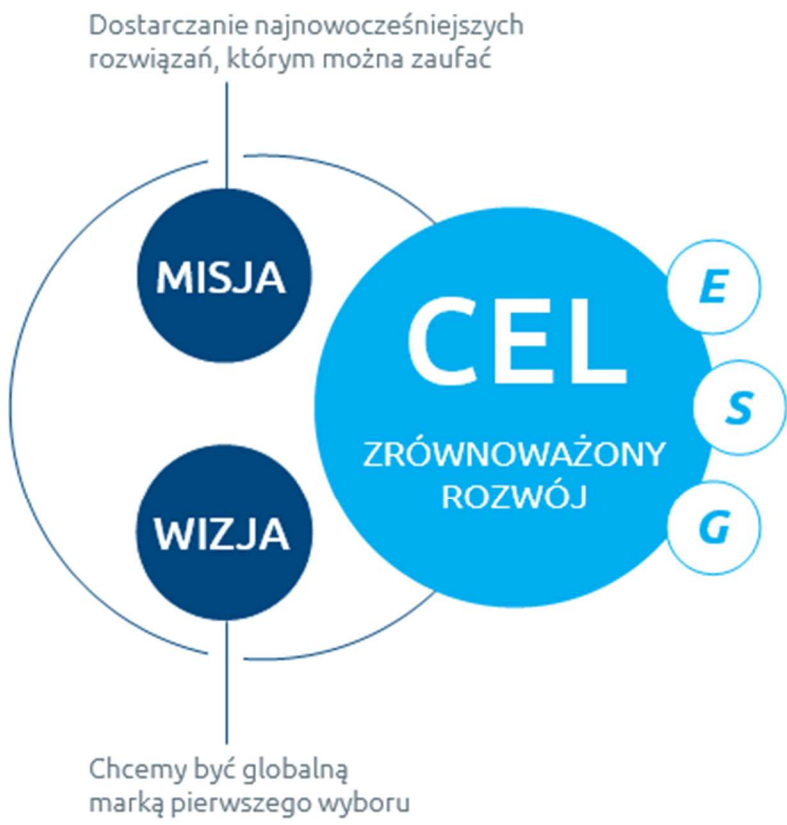 Dostarczanie najnowocześniejszych
rozwiązań, którym można zaufać
MISJA
CEL
ZRÓWNOWAŻONY
ROZWÓJ
E
S
G
WIZJA
Chcemy być globalną
marką pierwszego wyboru